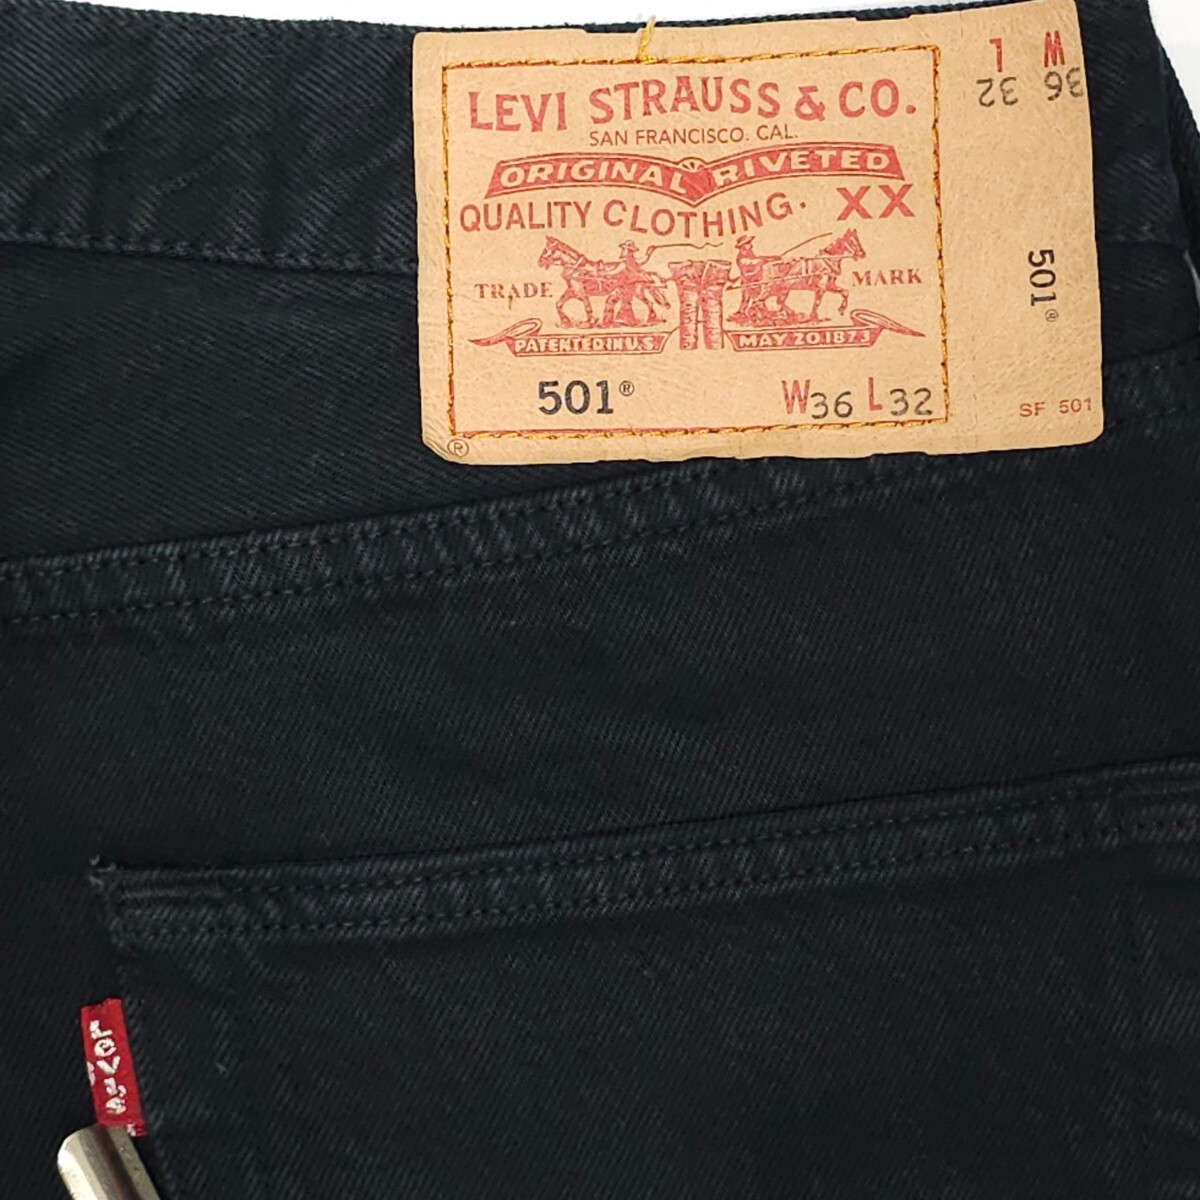 LEVI STRAUSS & CO.
SAN FRANCISCO. CAL.
ORIGINAL RIVETED
QUALITY CLOTHING. XX
TRADE MARK
PATENTED IN U.S. MAY 20 1873
501® W36 L32
®
L W
32 36
501®
SF 501